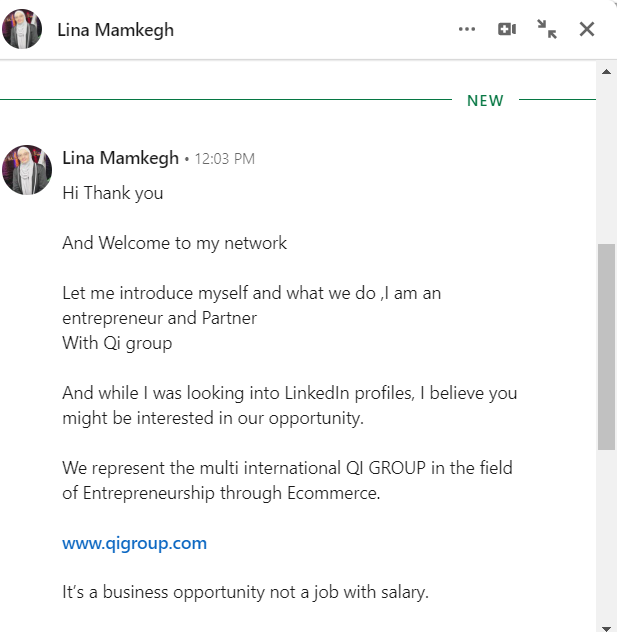 Lina Mamkegh
NEW
Lina Mamkegh • 12:03 PM
Hi Thank you
And Welcome to my network
Let me introduce myself and what we do ,I am an
entrepreneur and Partner
With Qi group
And while I was looking into LinkedIn profiles, I believe you
might be interested in our opportunity.
We represent the multi international QI GROUP in the field
of Entrepreneurship through Ecommerce.
www.qigroup.com
It’s a business opportunity not a job with salary.